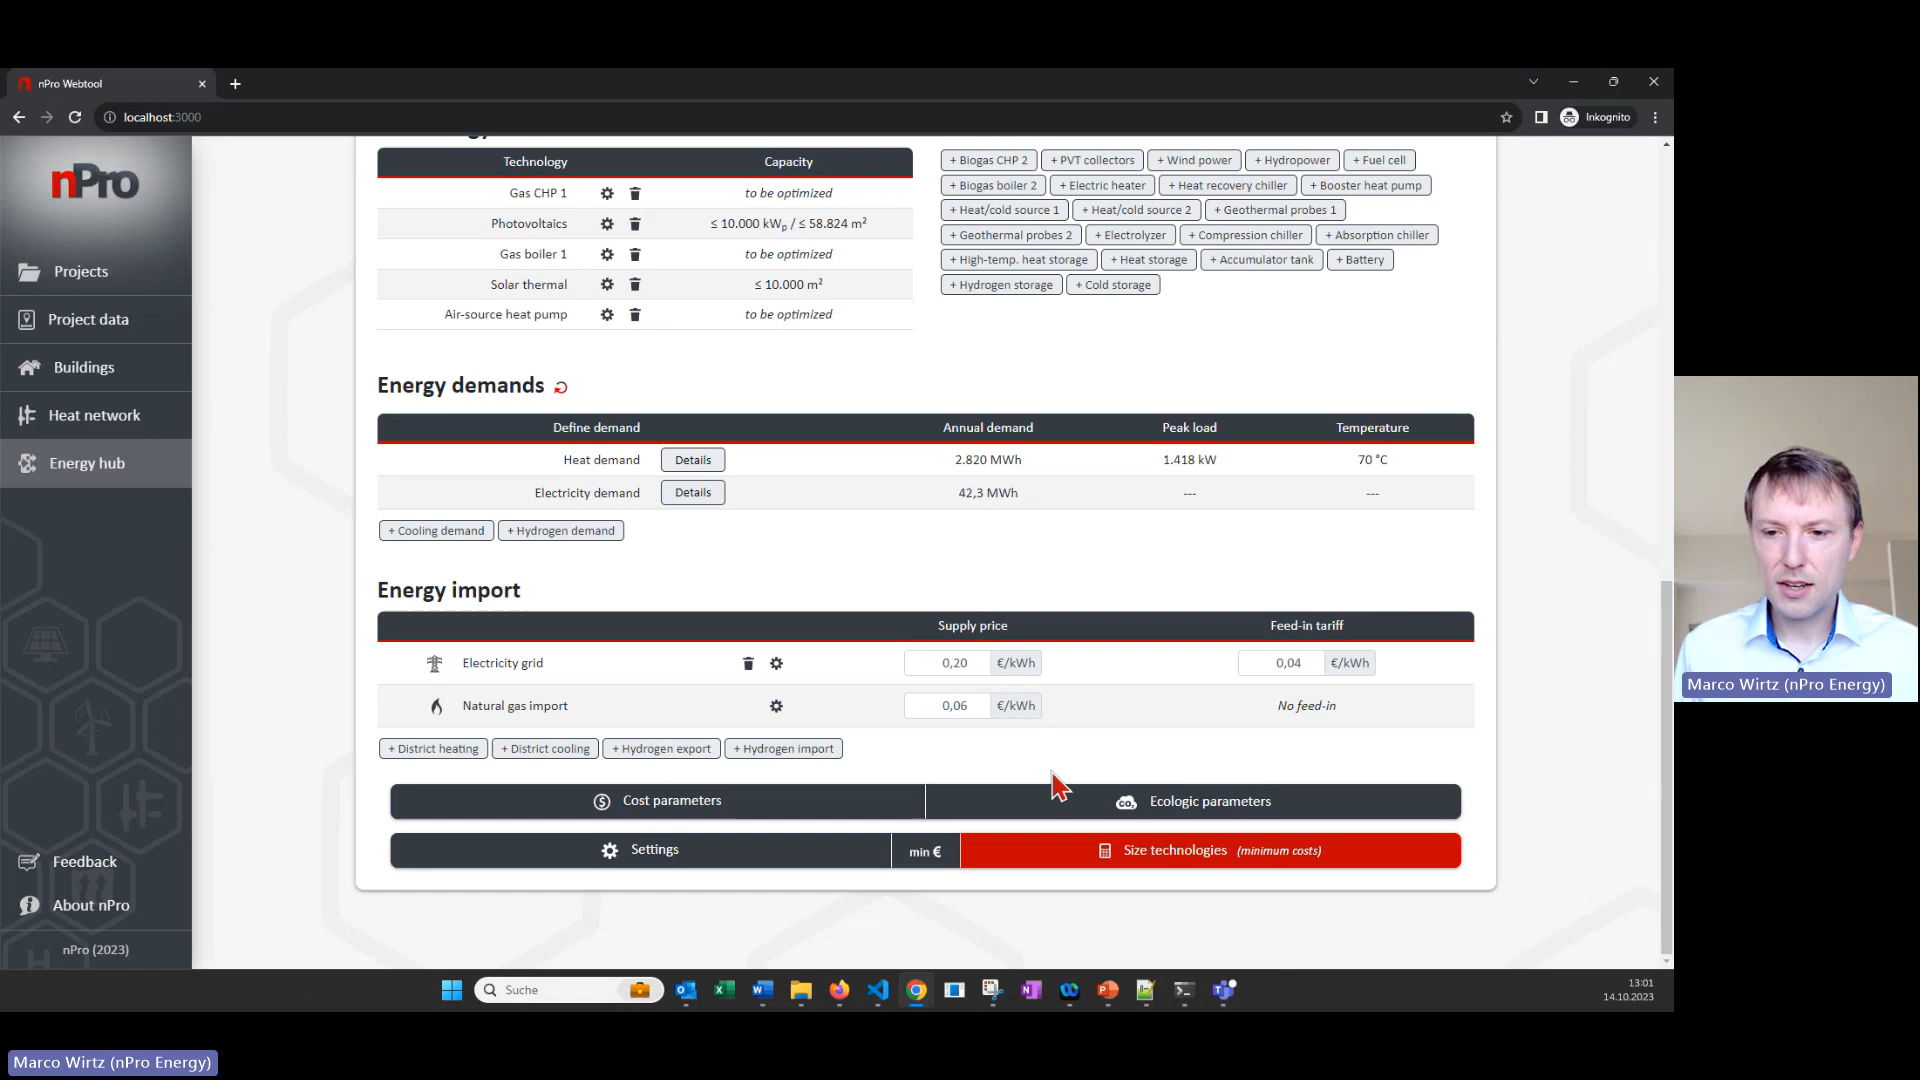 nPro Webtool
localhost:3000
Inkognito
nPro
Projects
Project data
Buildings
Heat network
Energy hub
Feedback
About nPro
nPro (2023)
Technology Capacity
Gas CHP 1 to be optimized
Photovoltaics ≤ 10.000 kWp / ≤ 58.824 m²
Gas boiler 1 to be optimized
Solar thermal ≤ 10.000 m²
Air-source heat pump to be optimized
+ Biogas CHP 2 + PVT collectors + Wind power + Hydropower + Fuel cell
+ Biogas boiler 2 + Electric heater + Heat recovery chiller + Booster heat pump
+ Heat/cold source 1 + Heat/cold source 2 + Geothermal probes 1
+ Geothermal probes 2 + Electrolyzer + Compression chiller + Absorption chiller
+ High-temp. heat storage + Heat storage + Accumulator tank + Battery
+ Hydrogen storage + Cold storage
Energy demands
Define demand Annual demand Peak load Temperature
Heat demand Details 2.820 MWh 1.418 kW 70 °C
Electricity demand Details 42,3 MWh --- ---
+ Cooling demand + Hydrogen demand
Energy import
Supply price Feed-in tariff
Electricity grid 0,20 €/kWh 0,04 €/kWh
Natural gas import 0,06 €/kWh No feed-in
+ District heating + District cooling + Hydrogen export + Hydrogen import
Cost parameters CO₂ Ecologic parameters
Settings min € Size technologies (minimum costs)
Suche
13:01
14.10.2023
Marco Wirtz (nPro Energy)
Marco Wirtz (nPro Energy)